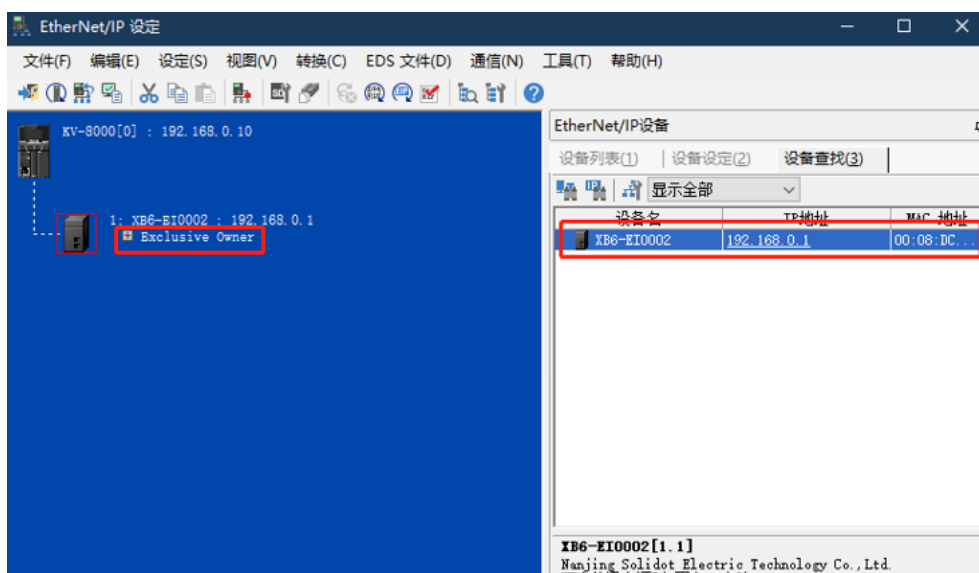 EtherNet/IP 设定
文件(F) 编辑(E) 设定(S) 视图(V) 转换(C) EDS 文件(D) 通信(N) 工具(T) 帮助(H)
KV-8000[0] : 192.168.0.10
1: XB6-EI0002 : 192.168.0.1
Exclusive Owner
EtherNet/IP设备
设备列表(1) 设备设定(2) 设备查找(3)
显示全部
设备名 IP地址 MAC 地址
XB6-EI0002 192.168.0.1 00:08:DC...
XB6-EI0002[1.1]
Nanjing Solidot Electric Technology Co.,Ltd.